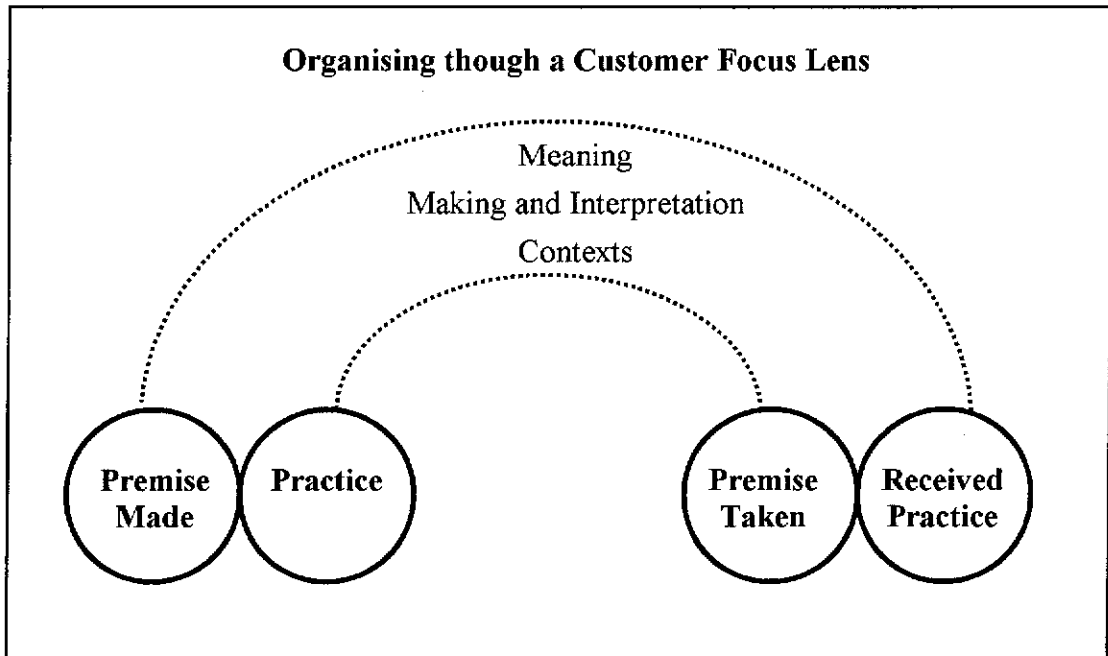 Organising though a Customer Focus Lens
Meaning
Making and Interpretation
Contexts
Premise
Made
Practice
Premise
Taken
Received
Practice